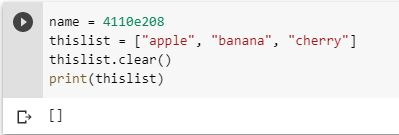 name = 4110e208
thislist = ["apple", "banana", "cherry"]
thislist.clear()
print(thislist)
[]